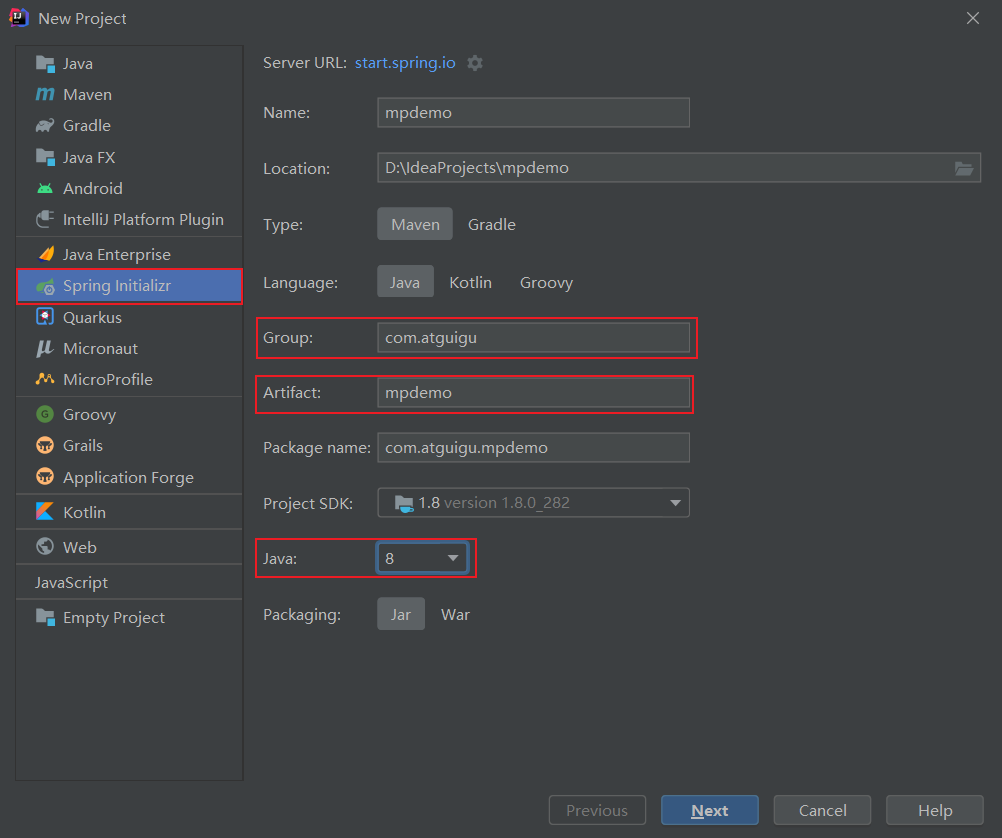 New Project
Java
Maven
Gradle
Java FX
Android
IntelliJ Platform Plugin
Java Enterprise
Spring Initializr
Quarkus
Micronaut
MicroProfile
Groovy
Grails
Application Forge
Kotlin
Web
JavaScript
Empty Project
Server URL: start.spring.io
Name: mpdemo
Location: D:\IdeaProjects\mpdemo
Type: Maven Gradle
Language: Java Kotlin Groovy
Group: com.atguigu
Artifact: mpdemo
Package name: com.atguigu.mpdemo
Project SDK: 1.8 version 1.8.0_282
Java: 8
Packaging: Jar War
Previous Next Cancel Help